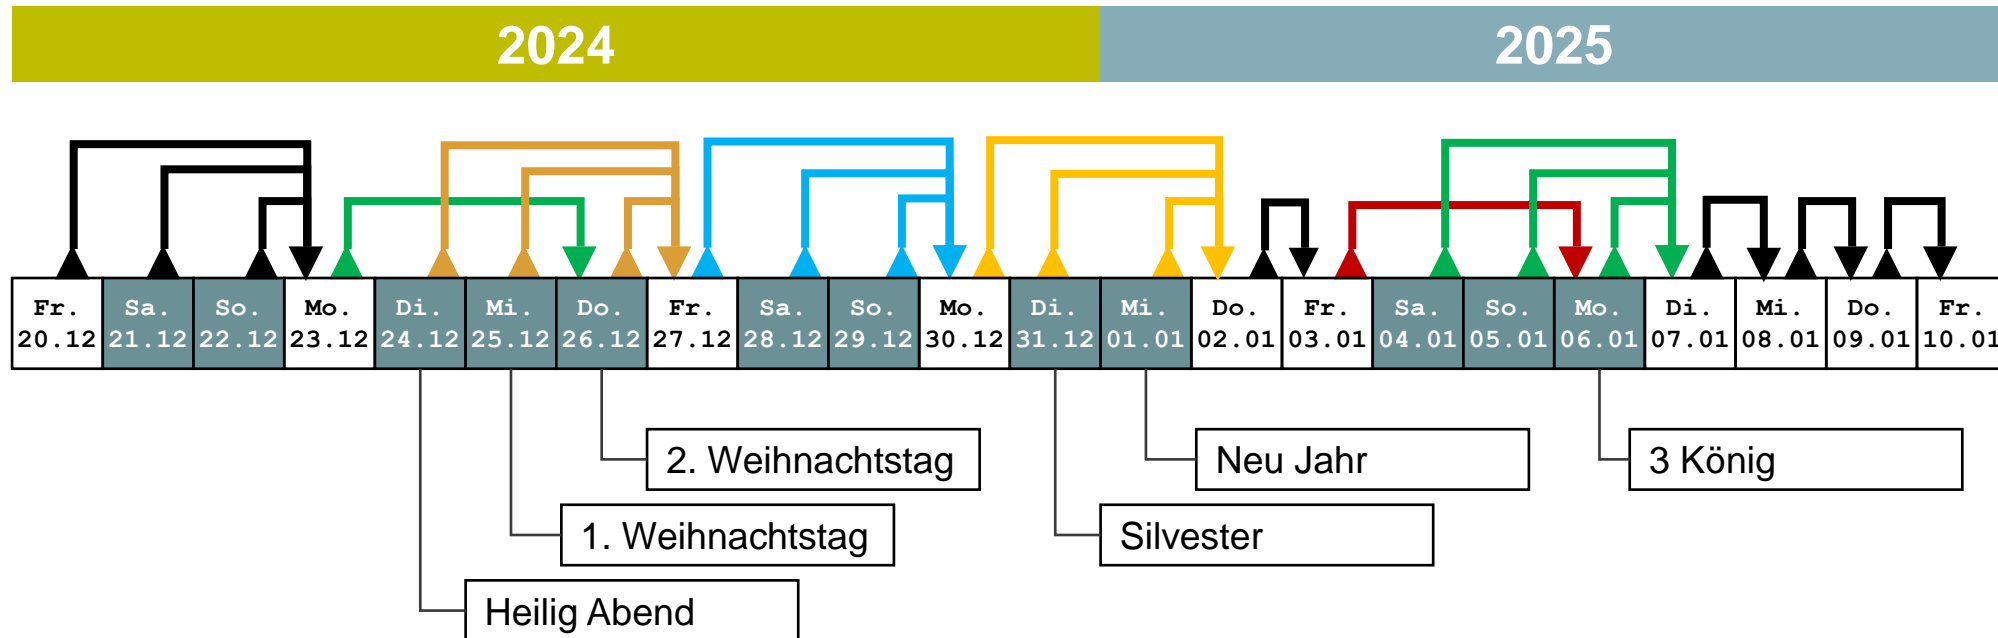 2024 2025
Fr. Sa. So. Mo. Di. Mi. Do. Fr. Sa. So. Mo. Di. Mi. Do. Fr. Sa. So. Mo. Di. Mi. Do. Fr.
20.12 21.12 22.12 23.12 24.12 25.12 26.12 27.12 28.12 29.12 30.12 31.12 01.01 02.01 03.01 04.01 05.01 06.01 07.01 08.01 09.01 10.01
2. Weihnachtstag Neu Jahr 3 König
1. Weihnachtstag Silvester
Heilig Abend